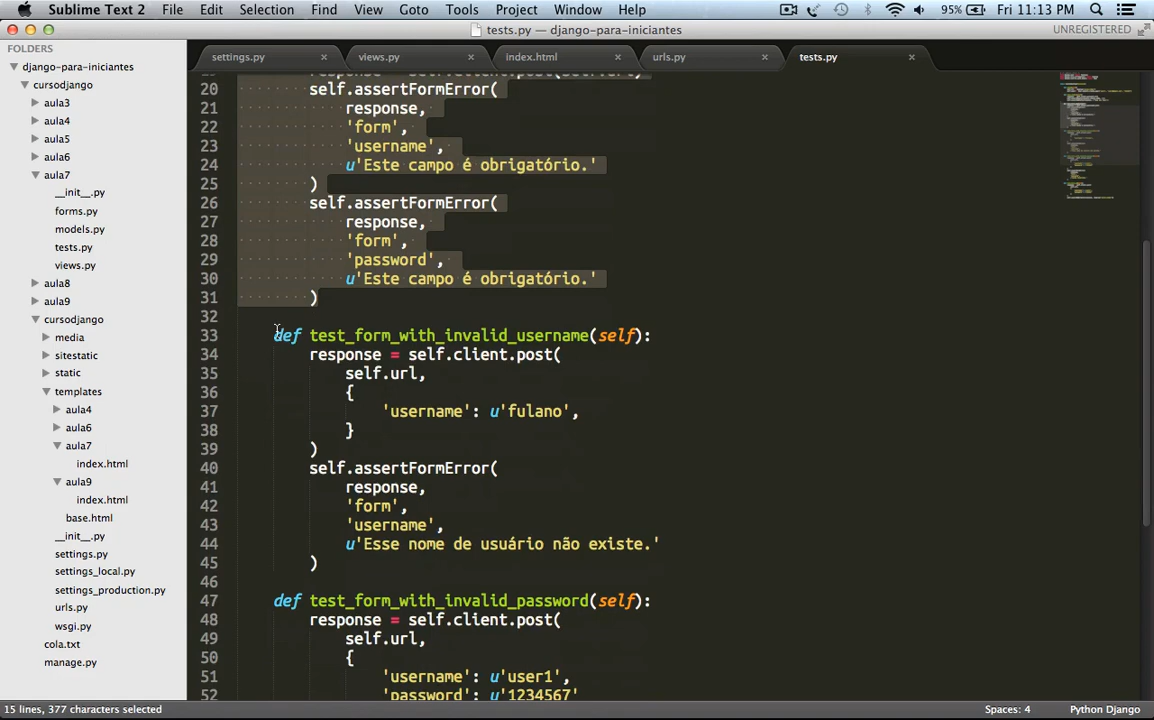 Sublime Text 2 File Edit Selection Find View Goto Tools Project Window Help 95% Fri 11:13 PM
tests.py — django-para-iniciantes UNREGISTERED
FOLDERS
django-para-iniciantes
cursodjango
aula3
aula4
aula5
aula6
aula7
__init__.py
forms.py
models.py
tests.py
views.py
aula8
aula9
cursodjango
media
sitestatic
static
templates
aula4
aula6
aula7
index.html
aula9
index.html
base.html
__init__.py
settings.py
settings_local.py
settings_production.py
urls.py
wsgi.py
cola.txt
manage.py
settings.py views.py index.html urls.py tests.py
19 response = self.client.post(self.url)
20 self.assertFormError(
21 response,
22 'form',
23 'username',
24 u'Este campo é obrigatório.'
25 )
26 self.assertFormError(
27 response,
28 'form',
29 'password',
30 u'Este campo é obrigatório.'
31 )
32
33 def test_form_with_invalid_username(self):
34 response = self.client.post(
35 self.url,
36 {
37 'username': u'fulano',
38 }
39 )
40 self.assertFormError(
41 response,
42 'form',
43 'username',
44 u'Esse nome de usuário não existe.'
45 )
46
47 def test_form_with_invalid_password(self):
48 response = self.client.post(
49 self.url,
50 {
51 'username': u'user1',
52 'password': u'1234567'
15 lines, 377 characters selected Spaces: 4 Python Django